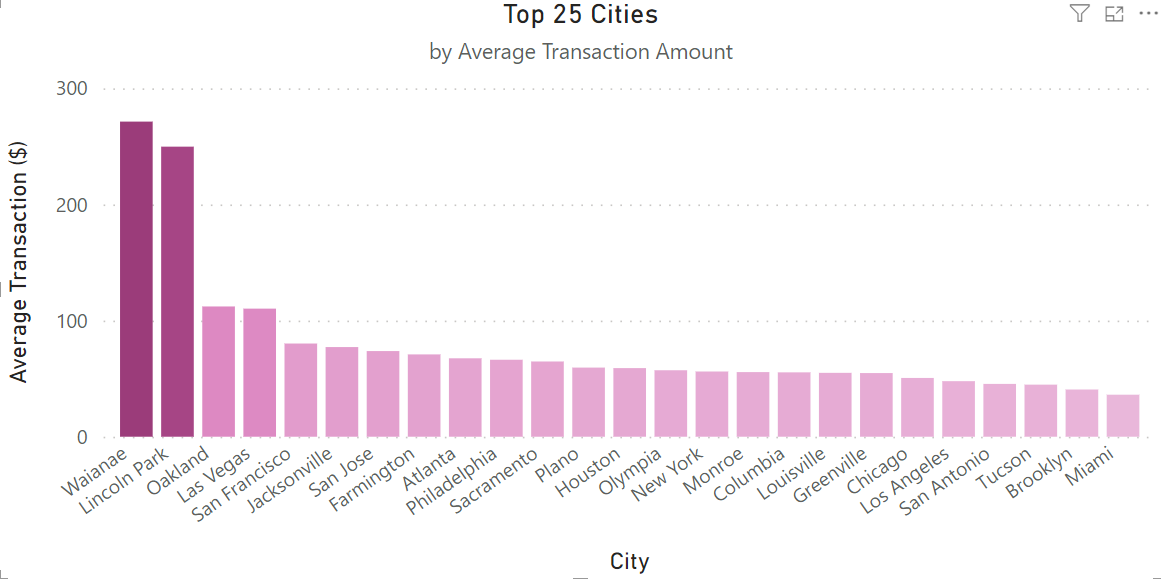 Top 25 Cities
by Average Transaction Amount
Average Transaction ($)
300
200
100
0
Waianae
Lincoln Park
Oakland
Las Vegas
San Francisco
Jacksonville
San Jose
Farmington
Atlanta
Philadelphia
Sacramento
Plano
Houston
Olympia
New York
Monroe
Columbia
Louisville
Greenville
Chicago
Los Angeles
San Antonio
Tucson
Brooklyn
Miami
City